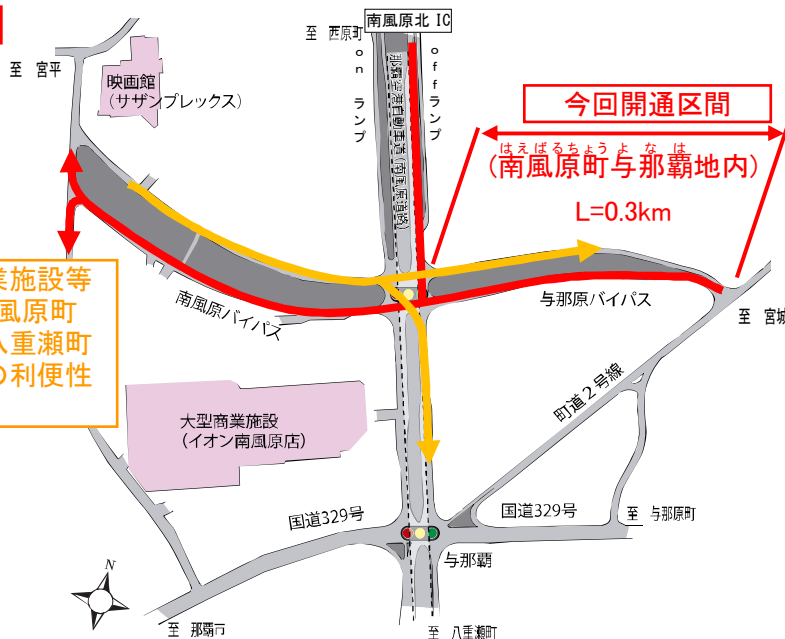 南風原北 IC
至 西原町
on ランプ
offランプ
那覇空港自動車道(南風原道路)
至 宮平
映画館
(サザンプレックス)
今回開通区間
はえばるちょうよなは
(南風原町与那覇地内)
L=0.3km
業施設等
風原町
八重瀬町
の利便性
南風原バイパス
与那原バイパス
至 宮城
町道2号線
大型商業施設
(イオン南風原店)
国道329号
国道329号
至 与那原町
与那覇
N
至 那覇市
至 八重瀬町